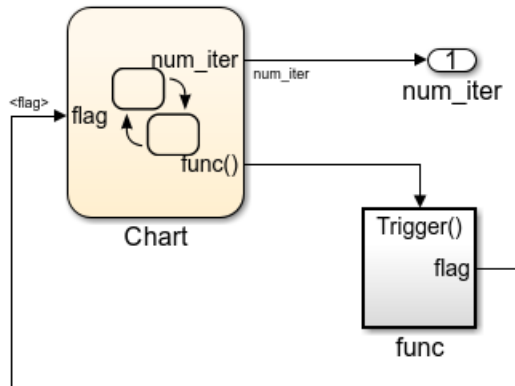 num_iter
1
num_iter
num_iter
<flag>
flag
func()
Chart
Trigger()
flag
func